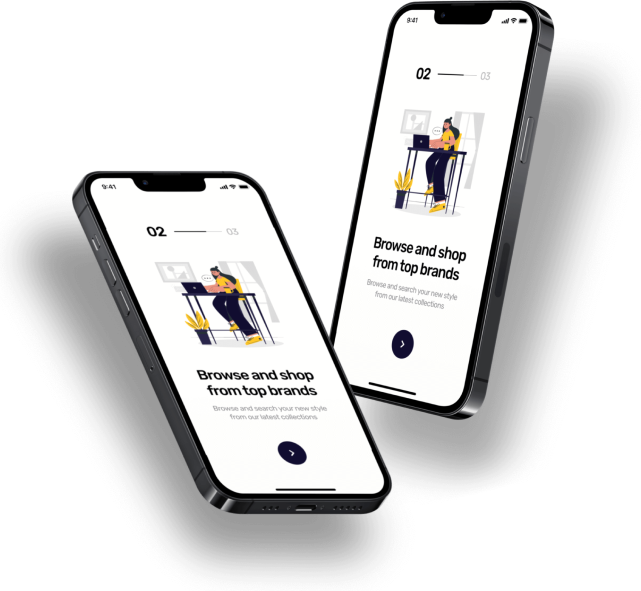 9:41
02 03
Browse and shop
from top brands
Browse and search your new style
from our latest collections.
9:41
02 03
Browse and shop
from top brands
Browse and search your new style
from our latest collections.